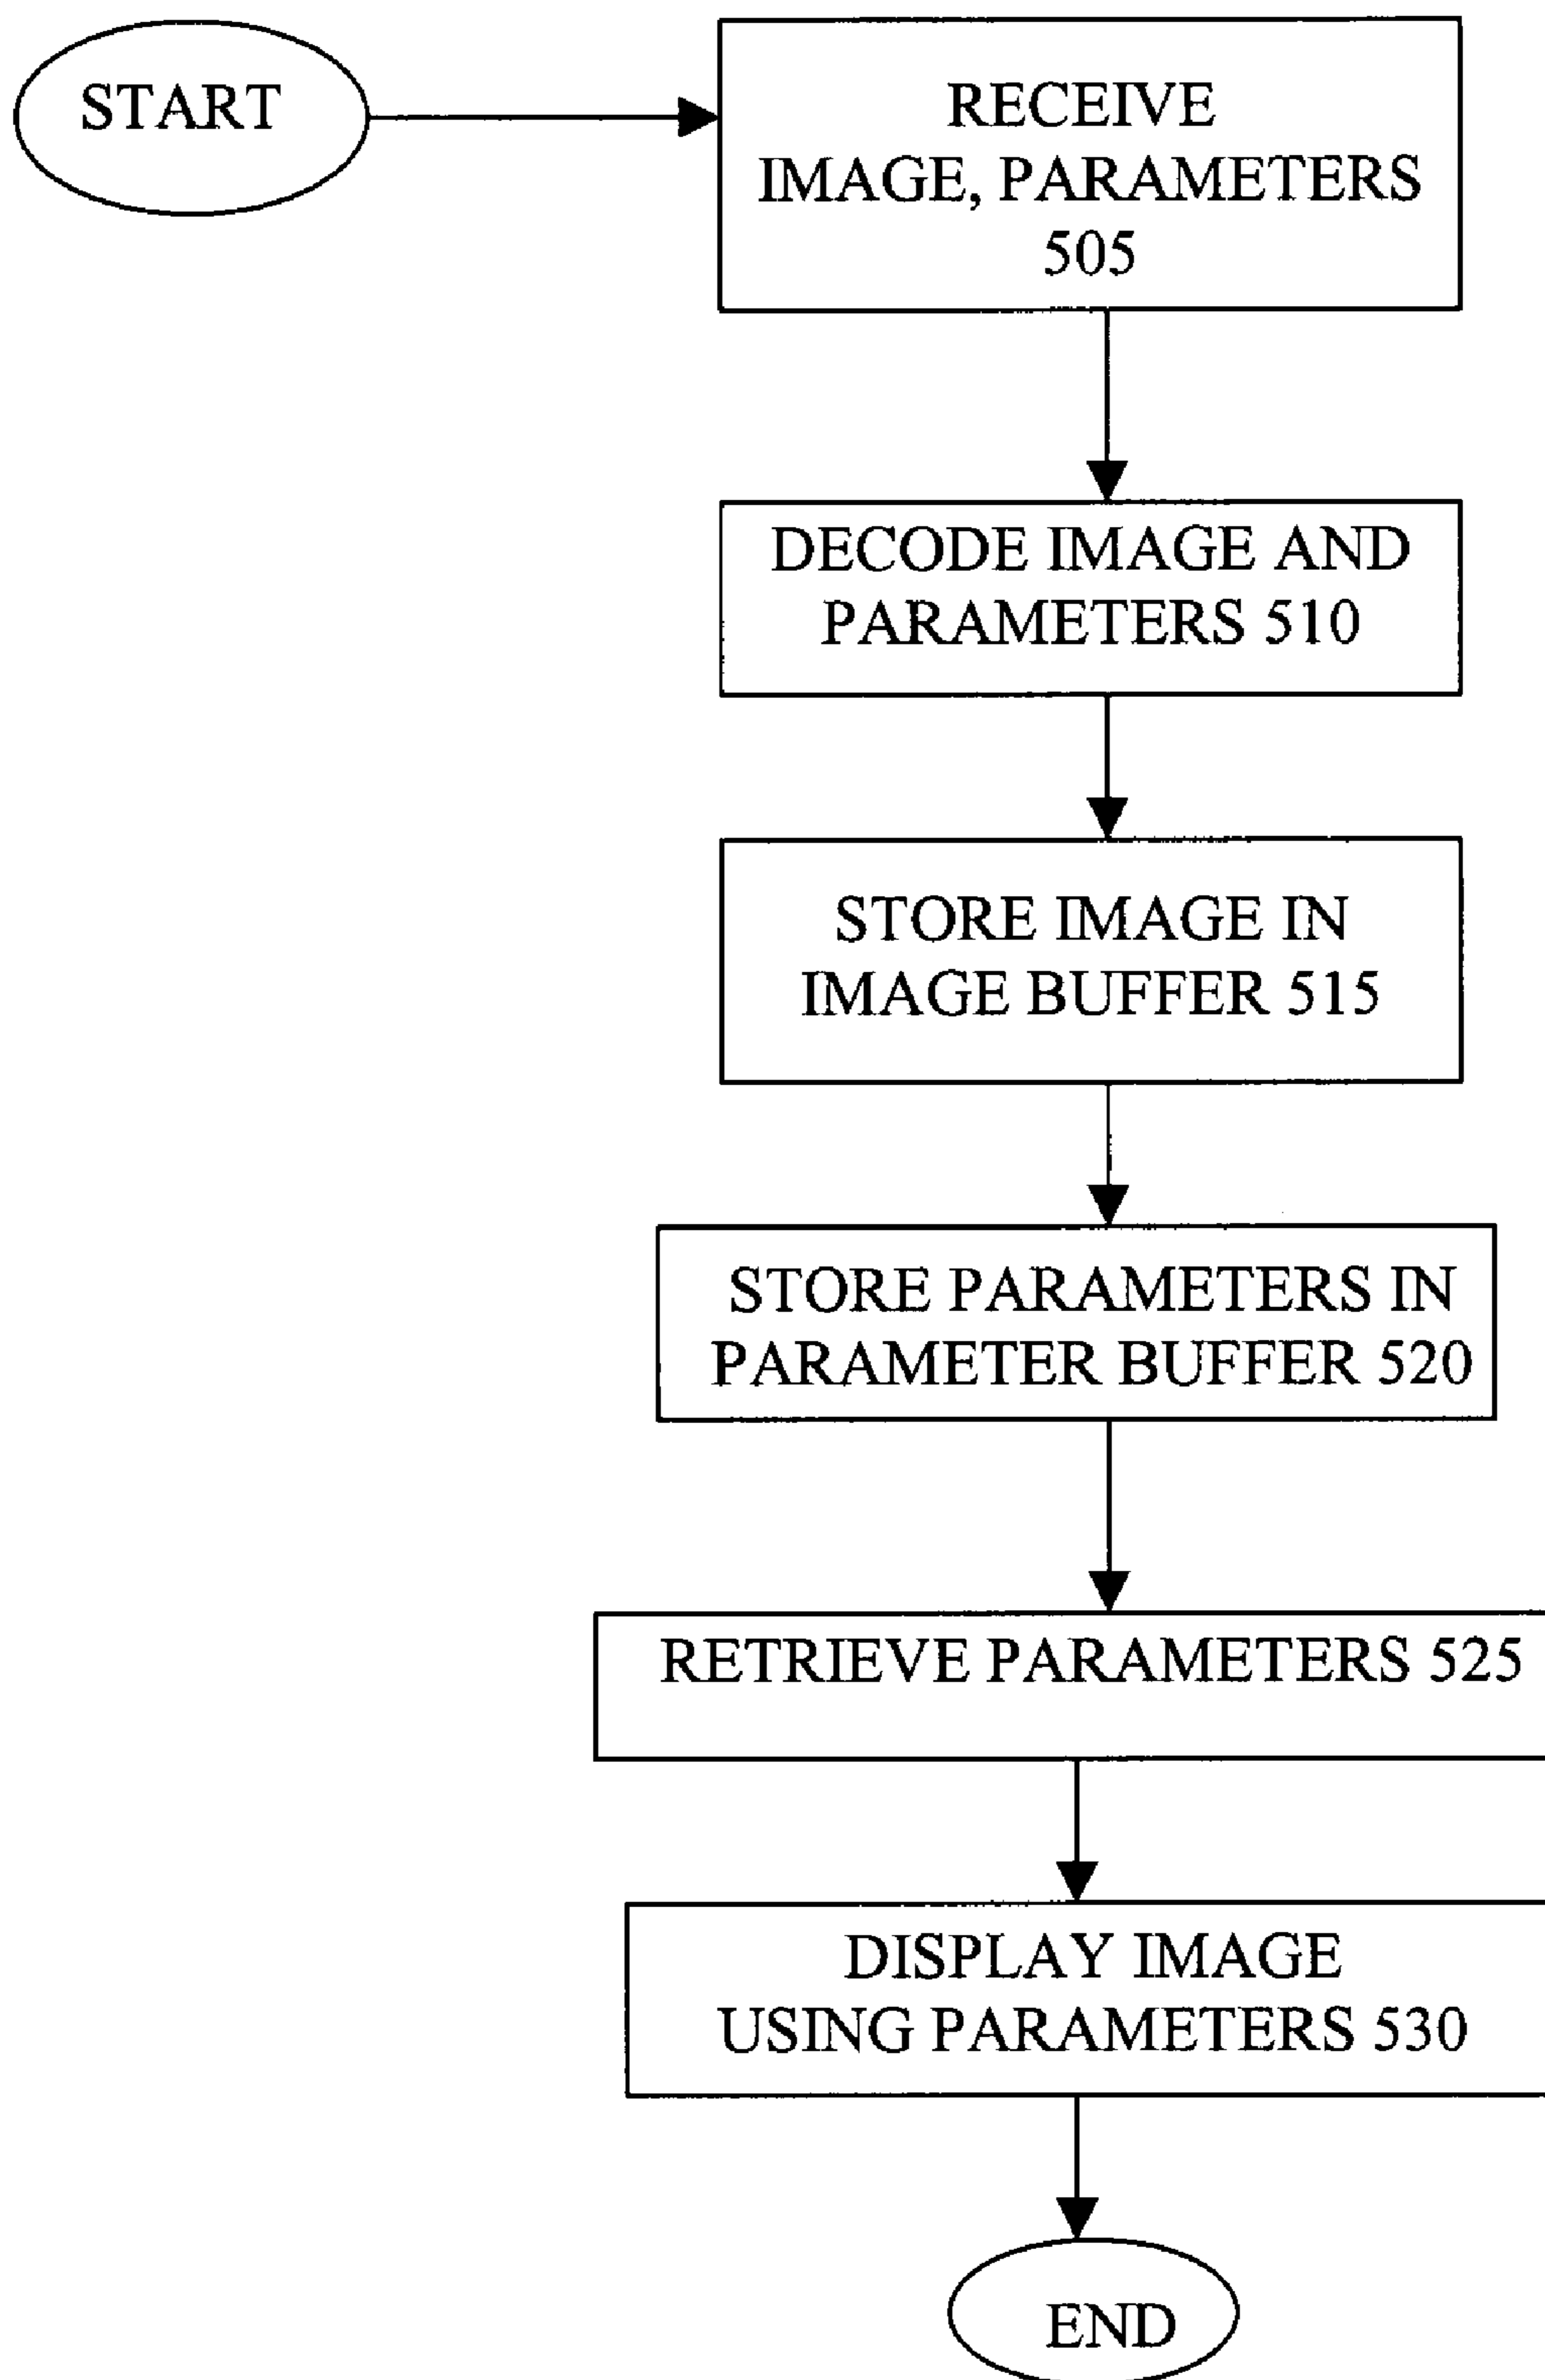 START
RECEIVE
IMAGE, PARAMETERS
505
DECODE IMAGE AND
PARAMETERS 510
STORE IMAGE IN
IMAGE BUFFER 515
STORE PARAMETERS IN
PARAMETER BUFFER 520
RETRIEVE PARAMETERS 525
DISPLAY IMAGE
USING PARAMETERS 530
END